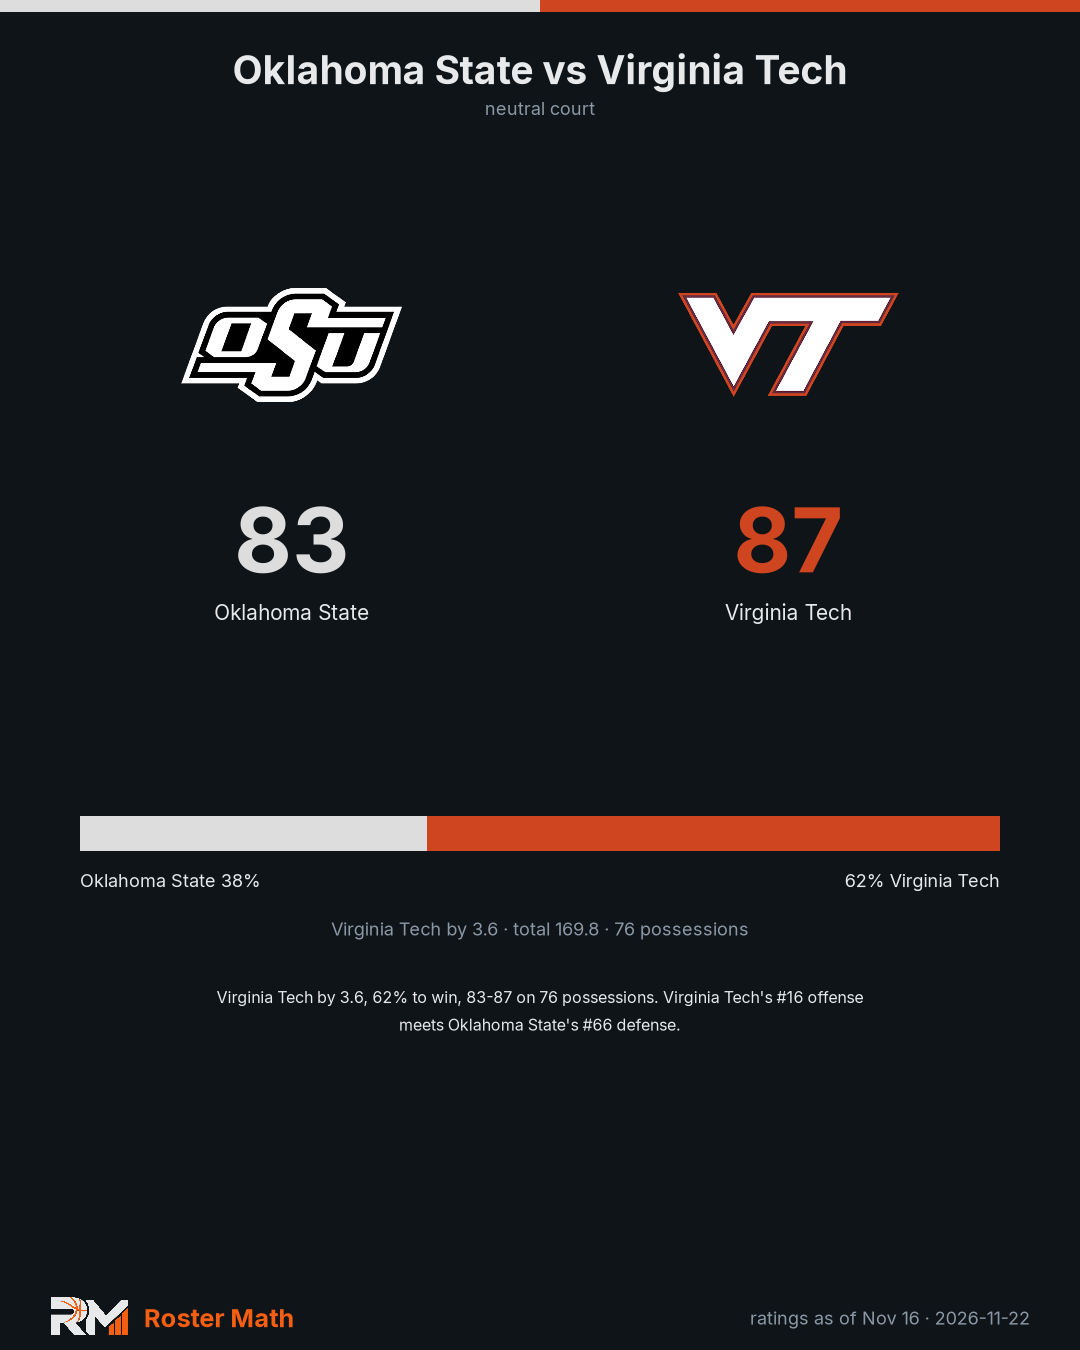 Oklahoma State vs Virginia Tech
neutral court
OSU
VT
83
87
Oklahoma State
Virginia Tech
Oklahoma State 38%
62% Virginia Tech
Virginia Tech by 3.6 · total 169.8 · 76 possessions
Virginia Tech by 3.6, 62% to win, 83-87 on 76 possessions. Virginia Tech's #16 offense
meets Oklahoma State's #66 defense.
RM Roster Math
ratings as of Nov 16 · 2026-11-22